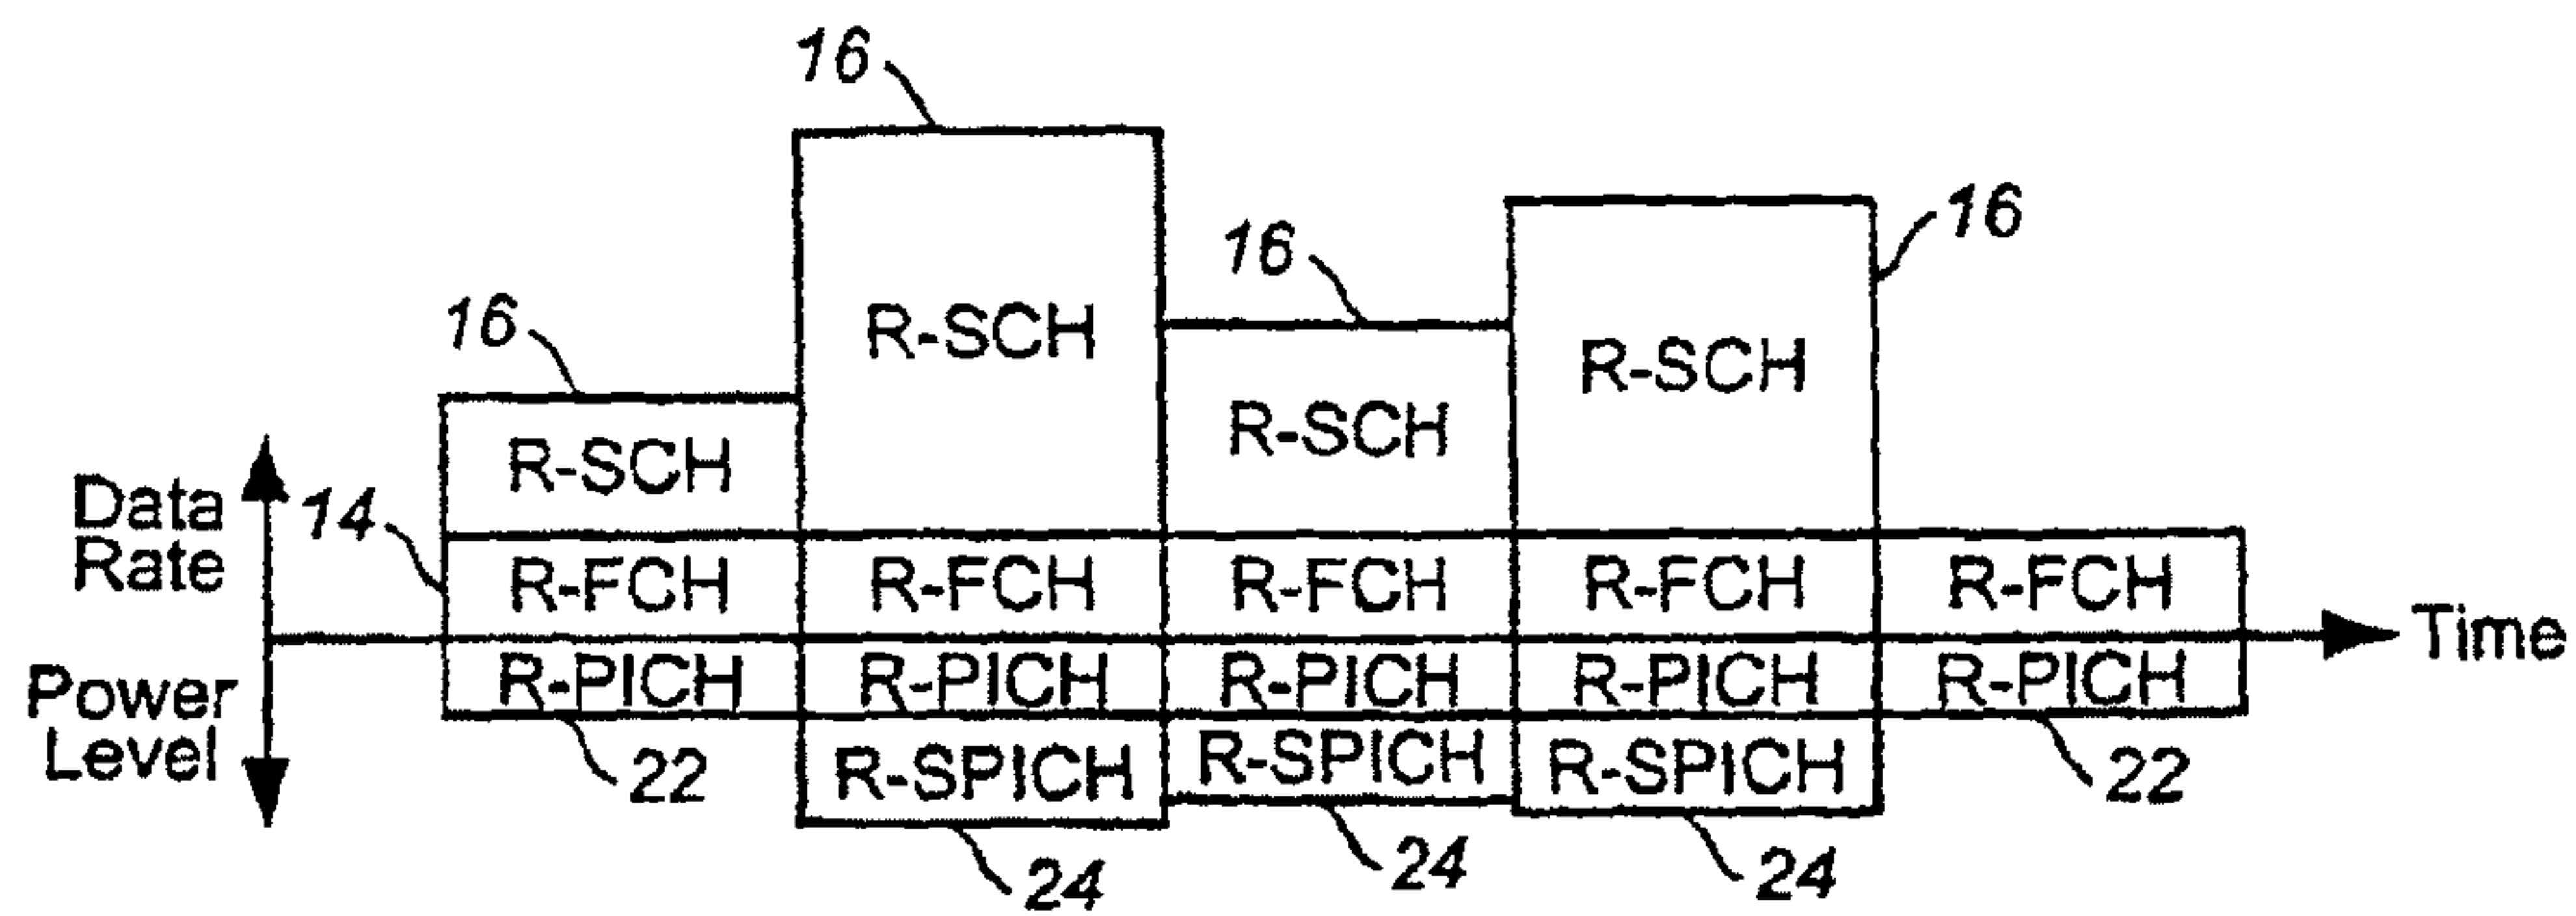 16
16
16
16
R-SCH
R-SCH
R-SCH
R-SCH
Data
Rate
14
R-FCH
R-FCH
R-FCH
R-FCH
R-FCH
Time
Power
Level
R-PICH
R-PICH
R-PICH
R-PICH
R-PICH
22
R-SPICH
R-SPICH
R-SPICH
22
24
24
24